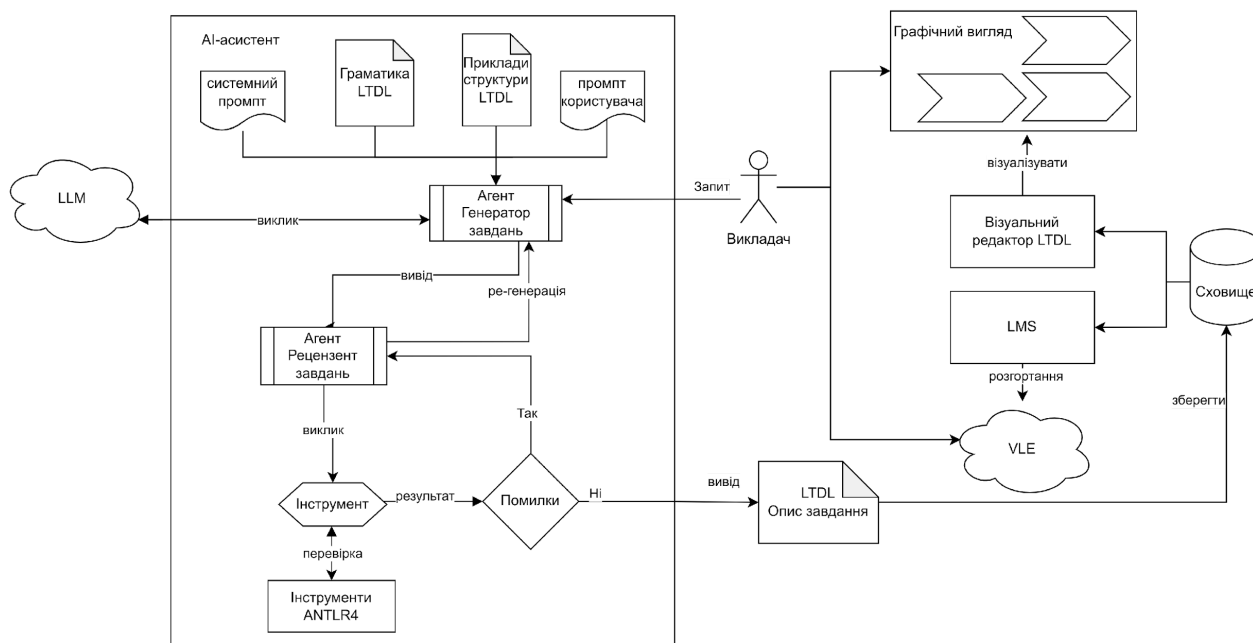 AI-асистент
системний
промпт
Граматика
LTDL
Приклади
структури
LTDL
промпт
користувача
Графічний вигляд
візуалізувати
LLM
виклик
Агент
Генератор
завдань
Запит
Викладач
Візуальний
редактор LTDL
Сховище
вивід
ре-генерація
LMS
Агент
Рецензент
завдань
розгортання
зберегти
виклик
Так
VLE
Інструмент
результат
Помилки
Ні
вивід
LTDL
Опис завдання
перевірка
Інструменти
ANTLR4